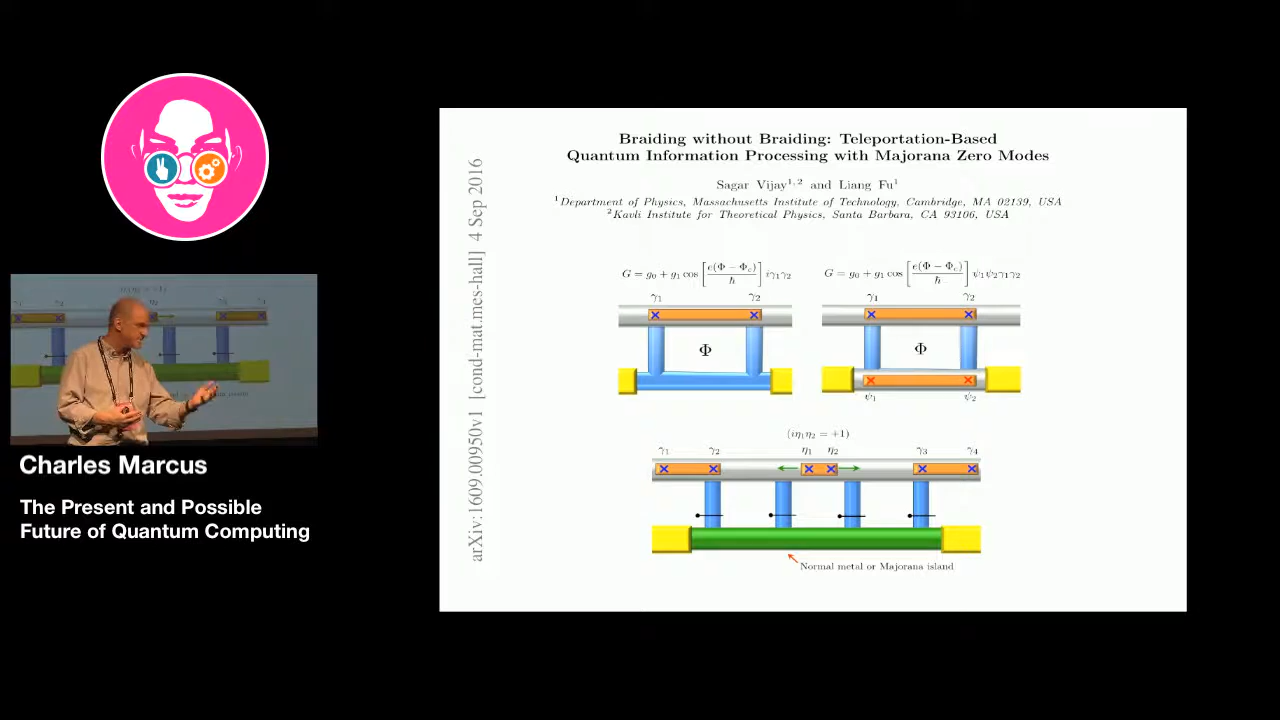 Charles Marcus
The Present and Possible
Future of Quantum Computing
arXiv:1609.00950v1 [cond-mat.mes-hall] 4 Sep 2016
Braiding without Braiding: Teleportation-Based
Quantum Information Processing with Majorana Zero Modes
Sagar Vijay1,2 and Liang Fu1
1Department of Physics, Massachusetts Institute of Technology, Cambridge, MA 02139, USA
2Kavli Institute for Theoretical Physics, Santa Barbara, CA 93106, USA
G = g₀ + g₁ cos [e(Φ − Φc)/ħ] iγ₁γ₂
γ₁ γ₂
Φ
G = g₀ + g₁ cos [e(Φ − Φc)/ħ] ψ₁ψ₂γ₁γ₂
γ₁ γ₂
Φ
ψ₁ ψ₂
(iη₁η₂ = +1)
γ₁ γ₂ η₁ η₂ γ₃ γ₄
Normal metal or Majorana island